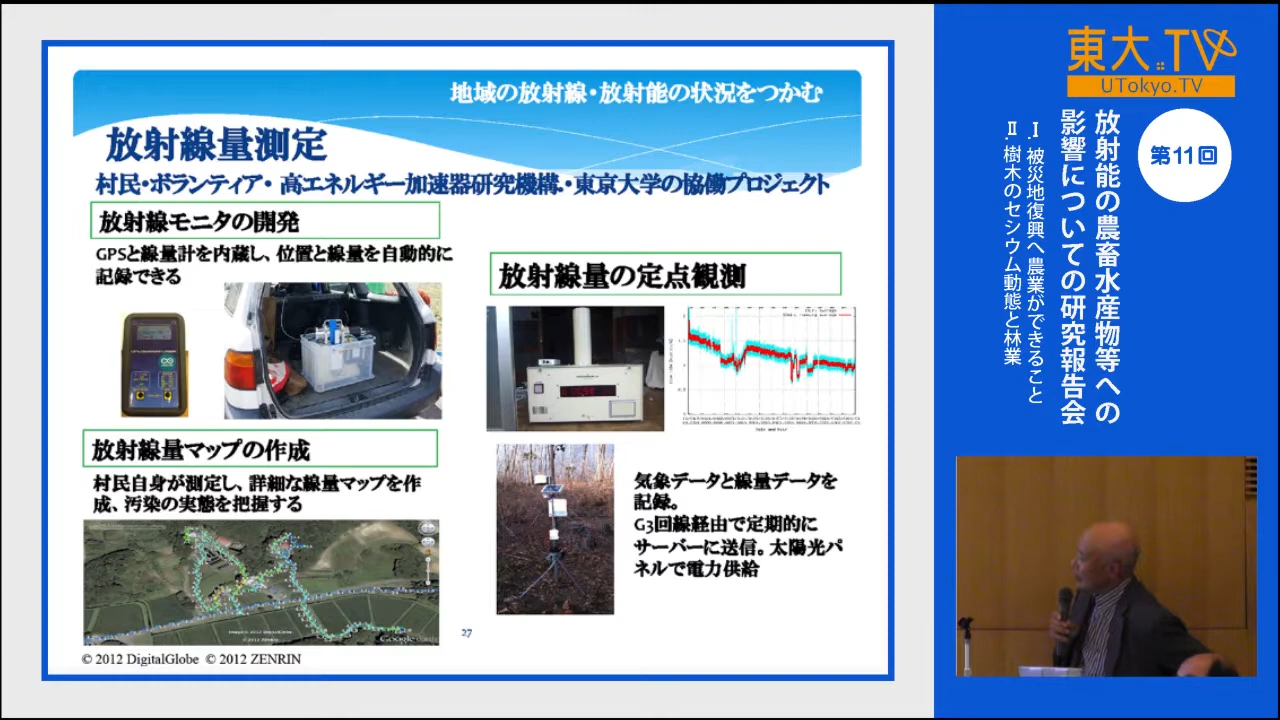 地域の放射線・放射能の状況をつかむ
放射線量測定
村民・ボランティア・ 高エネルギー加速器研究機構.・東京大学の協働プロジェクト
放射線モニタの開発
GPSと線量計を内蔵し、位置と線量を自動的に
記録できる
放射線量マップの作成
村民自身が測定し、詳細な線量マップを作
成、汚染の実態を把握する
© 2012 DigitalGlobe © 2012 ZENRIN
放射線量の定点観測
気象データと線量データを
記録。
G3回線経由で定期的に
サーバーに送信。太陽光パ
ネルで電力供給
27
東大.TV
UTokyo.TV
第11回
放射能の農畜水産物等への
影響についての研究報告会
.Ⅰ 被災地復興へ農業ができること
.Ⅱ 樹木のセシウム動態と林業